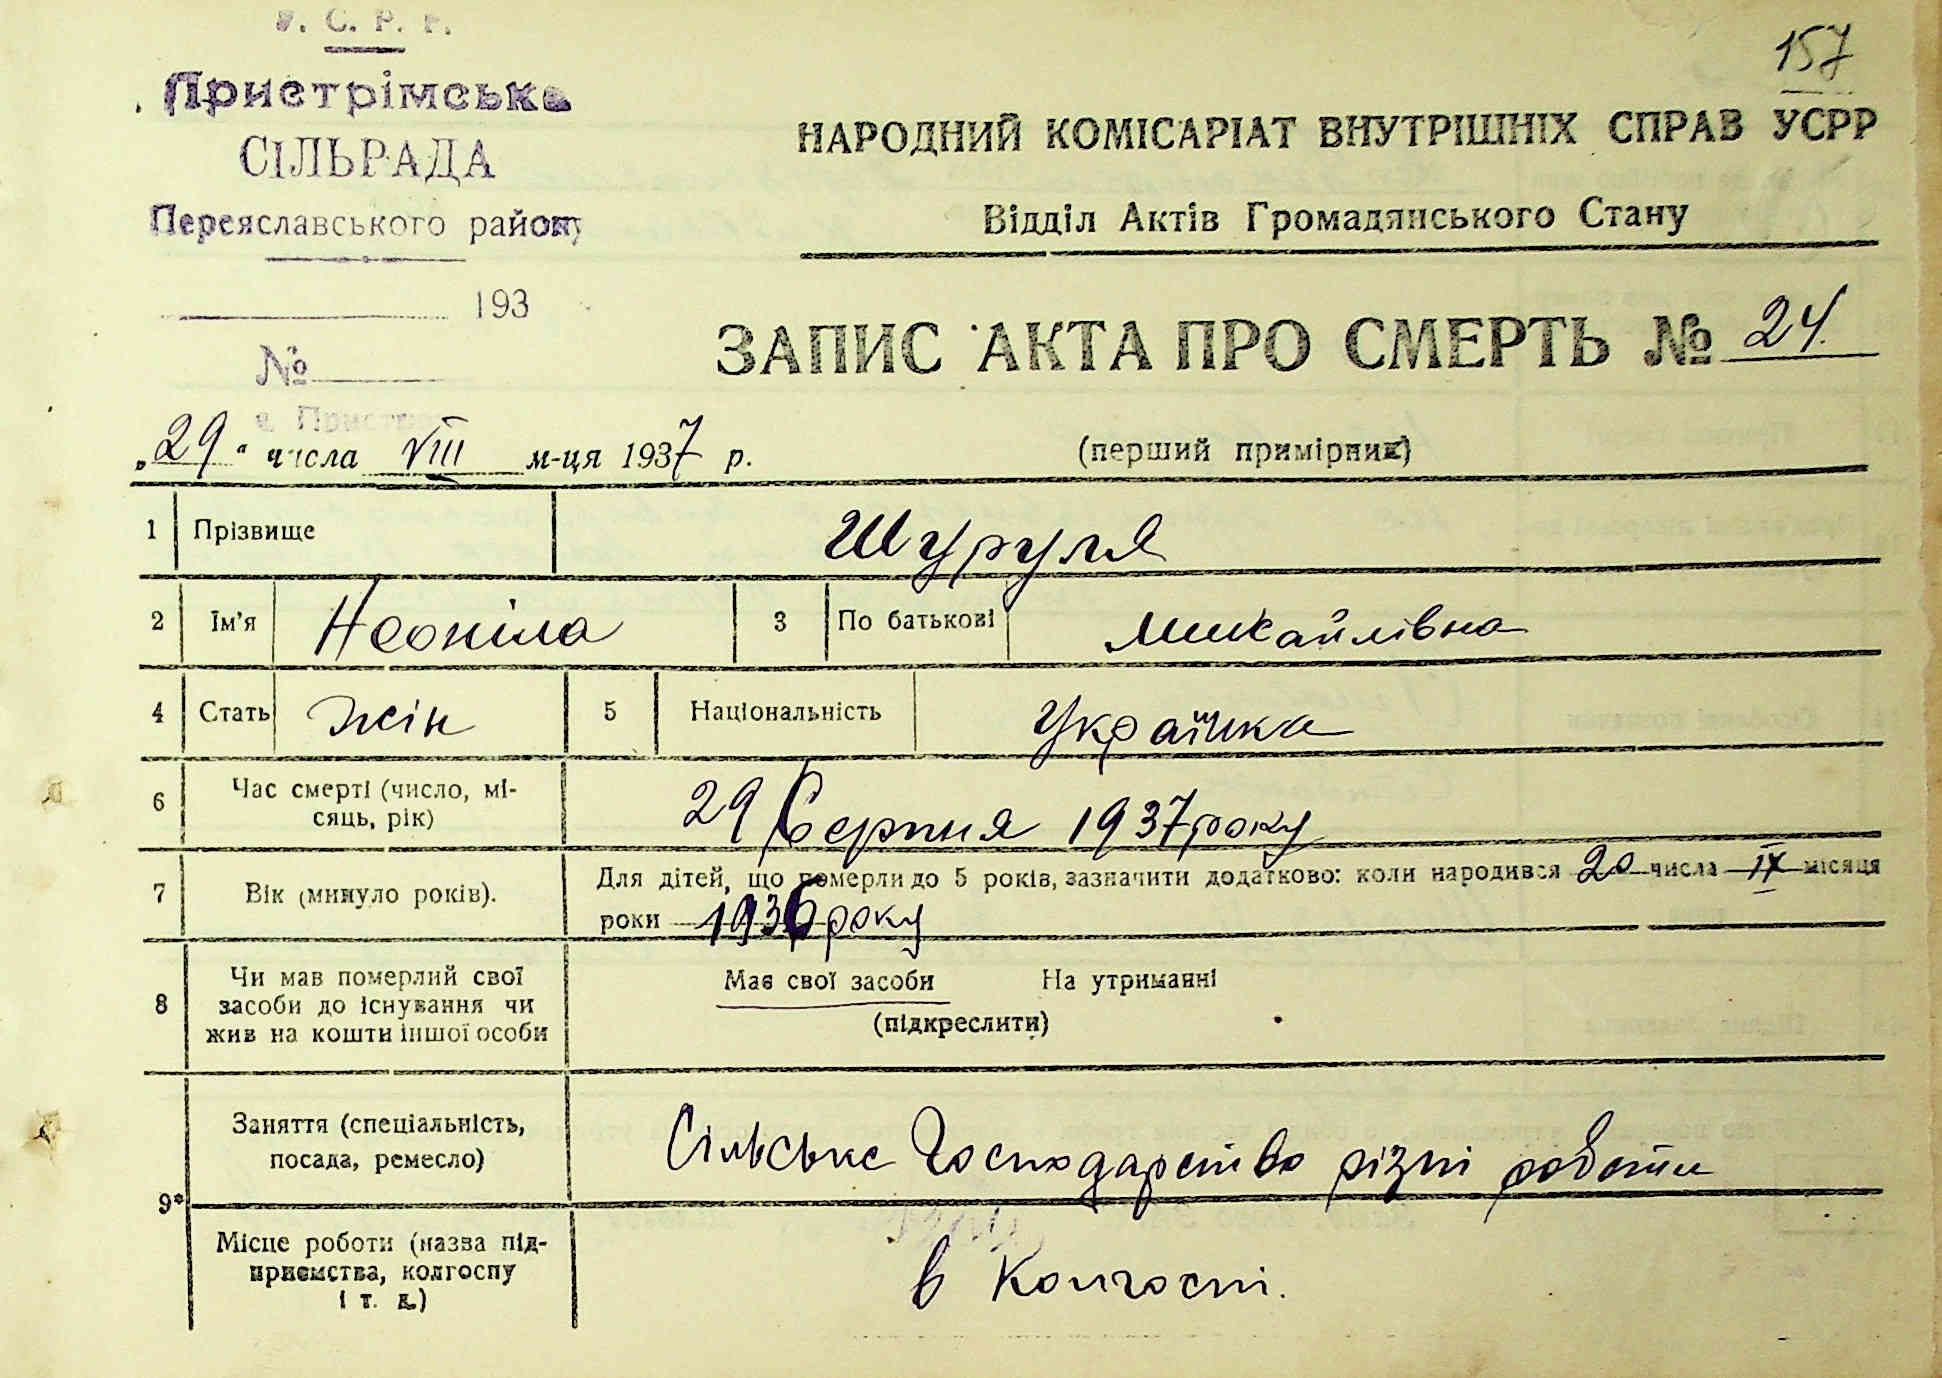 У. С. Р. Р.
157
Пристрімська
СІЛЬРАДА
Переяславського району
193
№
с. Пристро
НАРОДНИЙ КОМІСАРІАТ ВНУТРІШНІХ СПРАВ УСРР
Відділ Актів Громадянського Стану
ЗАПИС АКТА ПРО СМЕРТЬ № 24.
„29“ числа VIII м-ця 1937 р.
(перший примірник)
1 Прізвище Шуруля
2 Ім’я Неоніла 3 По батькові Михайлівна
4 Стать жін 5 Національність Українка
6 Час смерті (число, мі-
сяць, рік) 29 Серпня 1937 року
7 Вік (минуло років). Для дітей, що померли до 5 років, зазначити додатково: коли народився 20 числа IX місяця
роки 1936 року
8 Чи мав померлий свої
засоби до існування чи
жив на кошти іншої особи
Має свої засоби На утриманні
(підкреслити)
9* Заняття (спеціальність,
посада, ремесло) Сільське Господарство різні роботи
Місце роботи (назва під-
приємства, колгоспу
і т. д.) в Колгоспі.